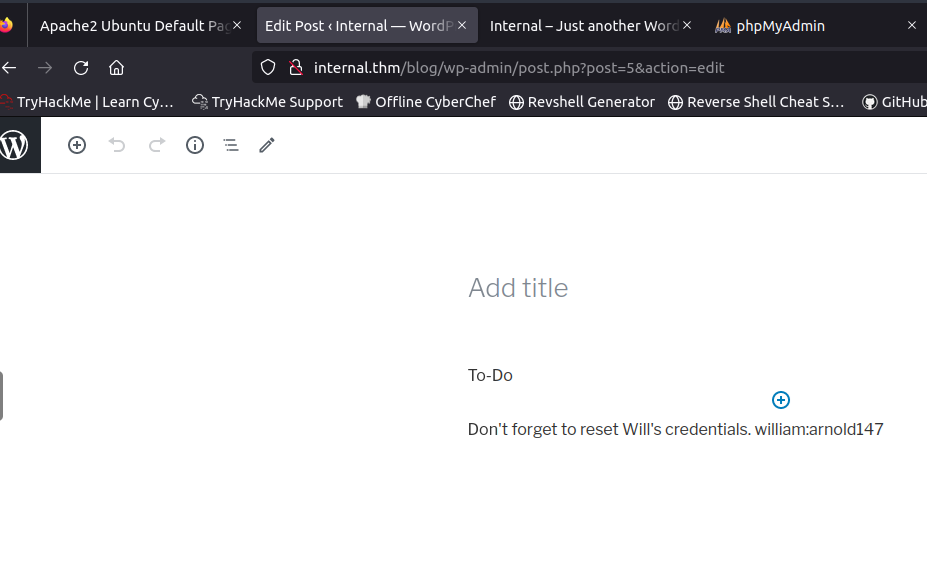 Apache2 Ubuntu Default Pag
Edit Post ‹ Internal — WordP
Internal – Just another Word
phpMyAdmin
internal.thm/blog/wp-admin/post.php?post=5&action=edit
TryHackMe | Learn Cy…
TryHackMe Support
Offline CyberChef
Revshell Generator
Reverse Shell Cheat S…
GitHub
Add title
To-Do
Don't forget to reset Will's credentials. william:arnold147